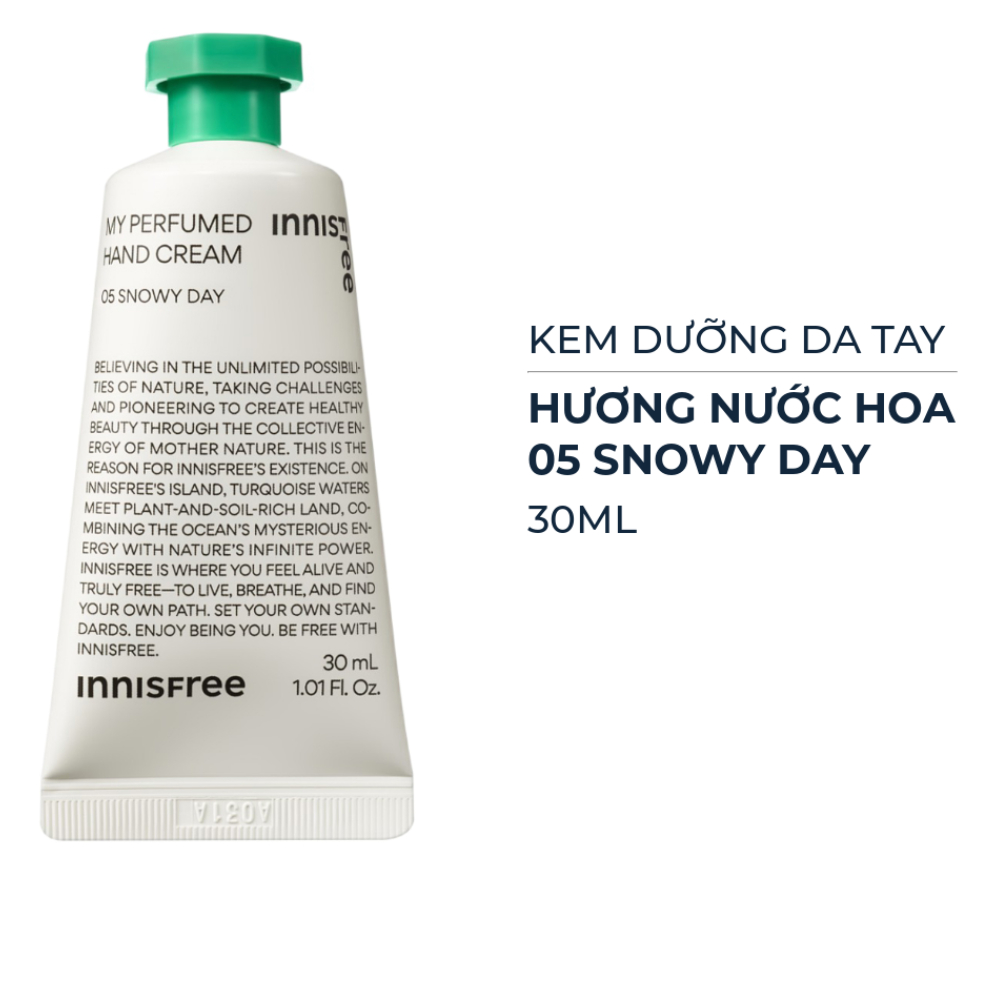 MY PERFUMED
HAND CREAM
innisfree
05 SNOWY DAY
BELIEVING IN THE UNLIMITED POSSIBILI-
TIES OF NATURE, TAKING CHALLENGES
AND PIONEERING TO CREATE HEALTHY
BEAUTY THROUGH THE COLLECTIVE EN-
ERGY OF MOTHER NATURE. THIS IS THE
REASON FOR INNISFREE'S EXISTENCE. ON
INNISFREE'S ISLAND, TURQUOISE WATERS
MEET PLANT-AND-SOIL-RICH LAND, CO-
MBINING THE OCEAN'S MYSTERIOUS EN-
ERGY WITH NATURE'S INFINITE POWER.
INNISFREE IS WHERE YOU FEEL ALIVE AND
TRULY FREE—TO LIVE, BREATHE, AND FIND
YOUR OWN PATH. SET YOUR OWN STAN-
DARDS. ENJOY BEING YOU. BE FREE WITH
INNISFREE.
30 mL
innisfree
1.01 Fl. Oz.
A031A
KEM DƯỠNG DA TAY
HƯƠNG NƯỚC HOA
05 SNOWY DAY
30ML